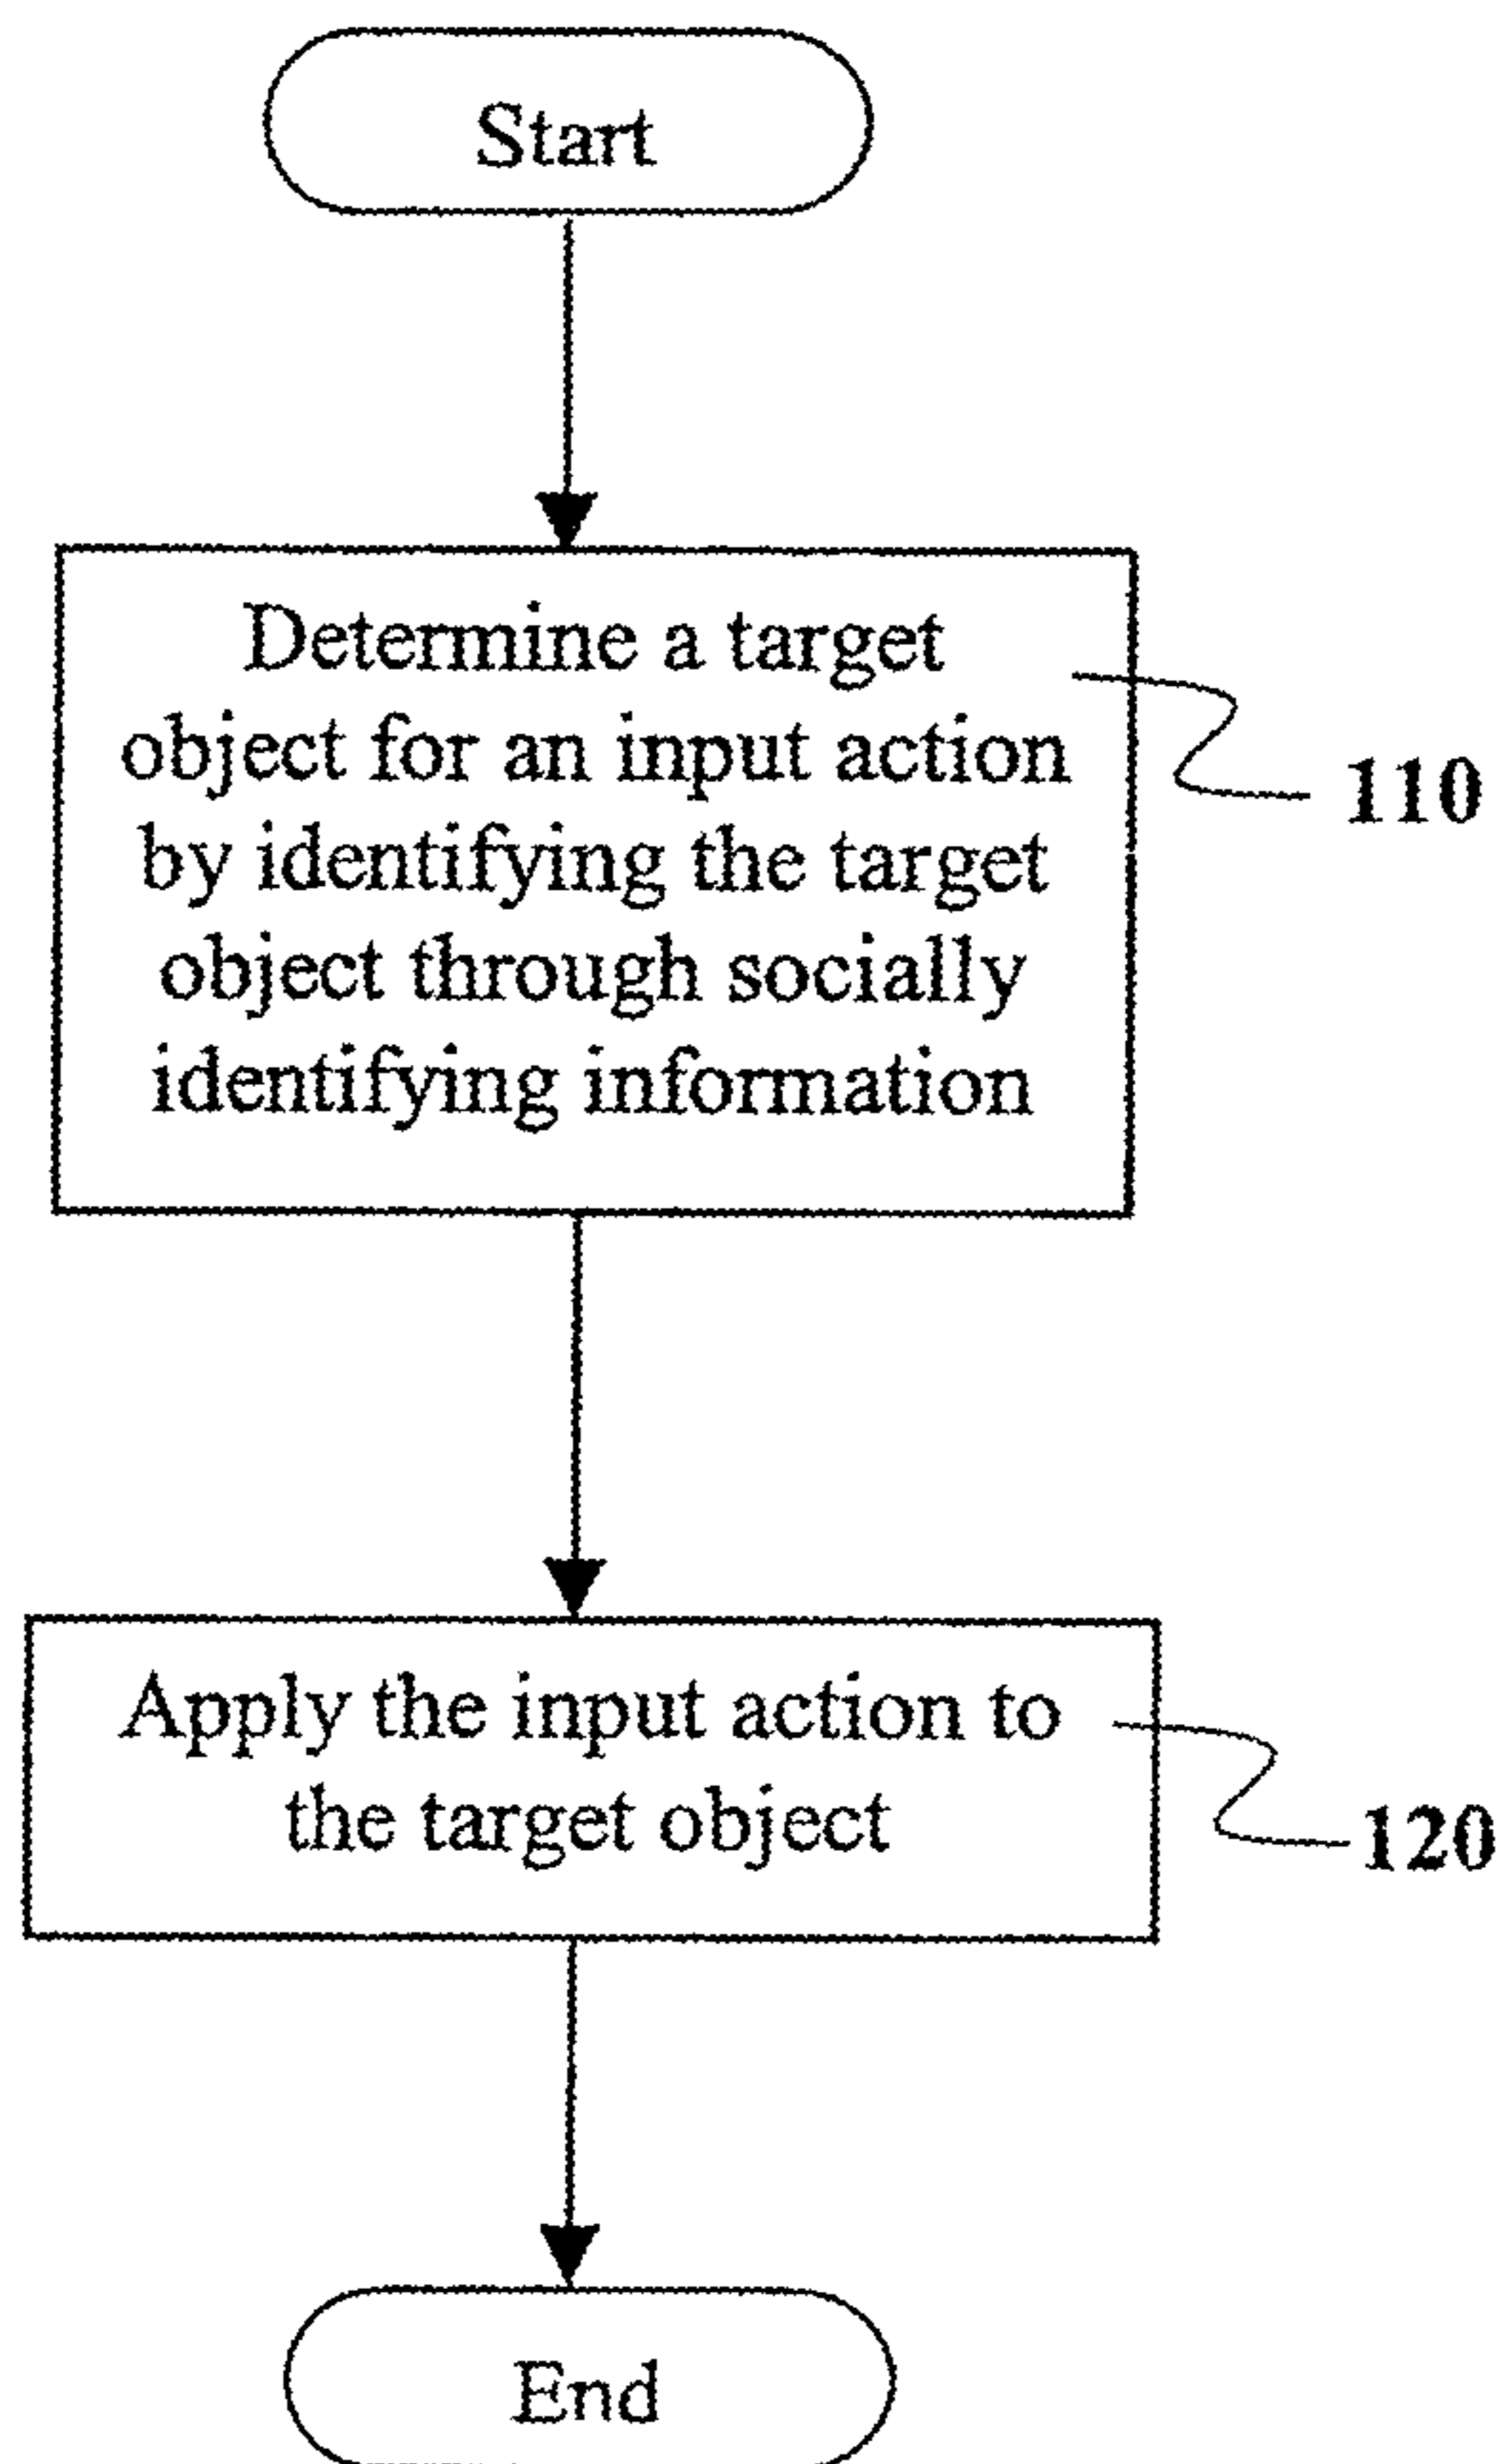 Start
Determine a target
object for an input action
by identifying the target
object through socially
identifying information
110
Apply the input action to
the target object
120
End